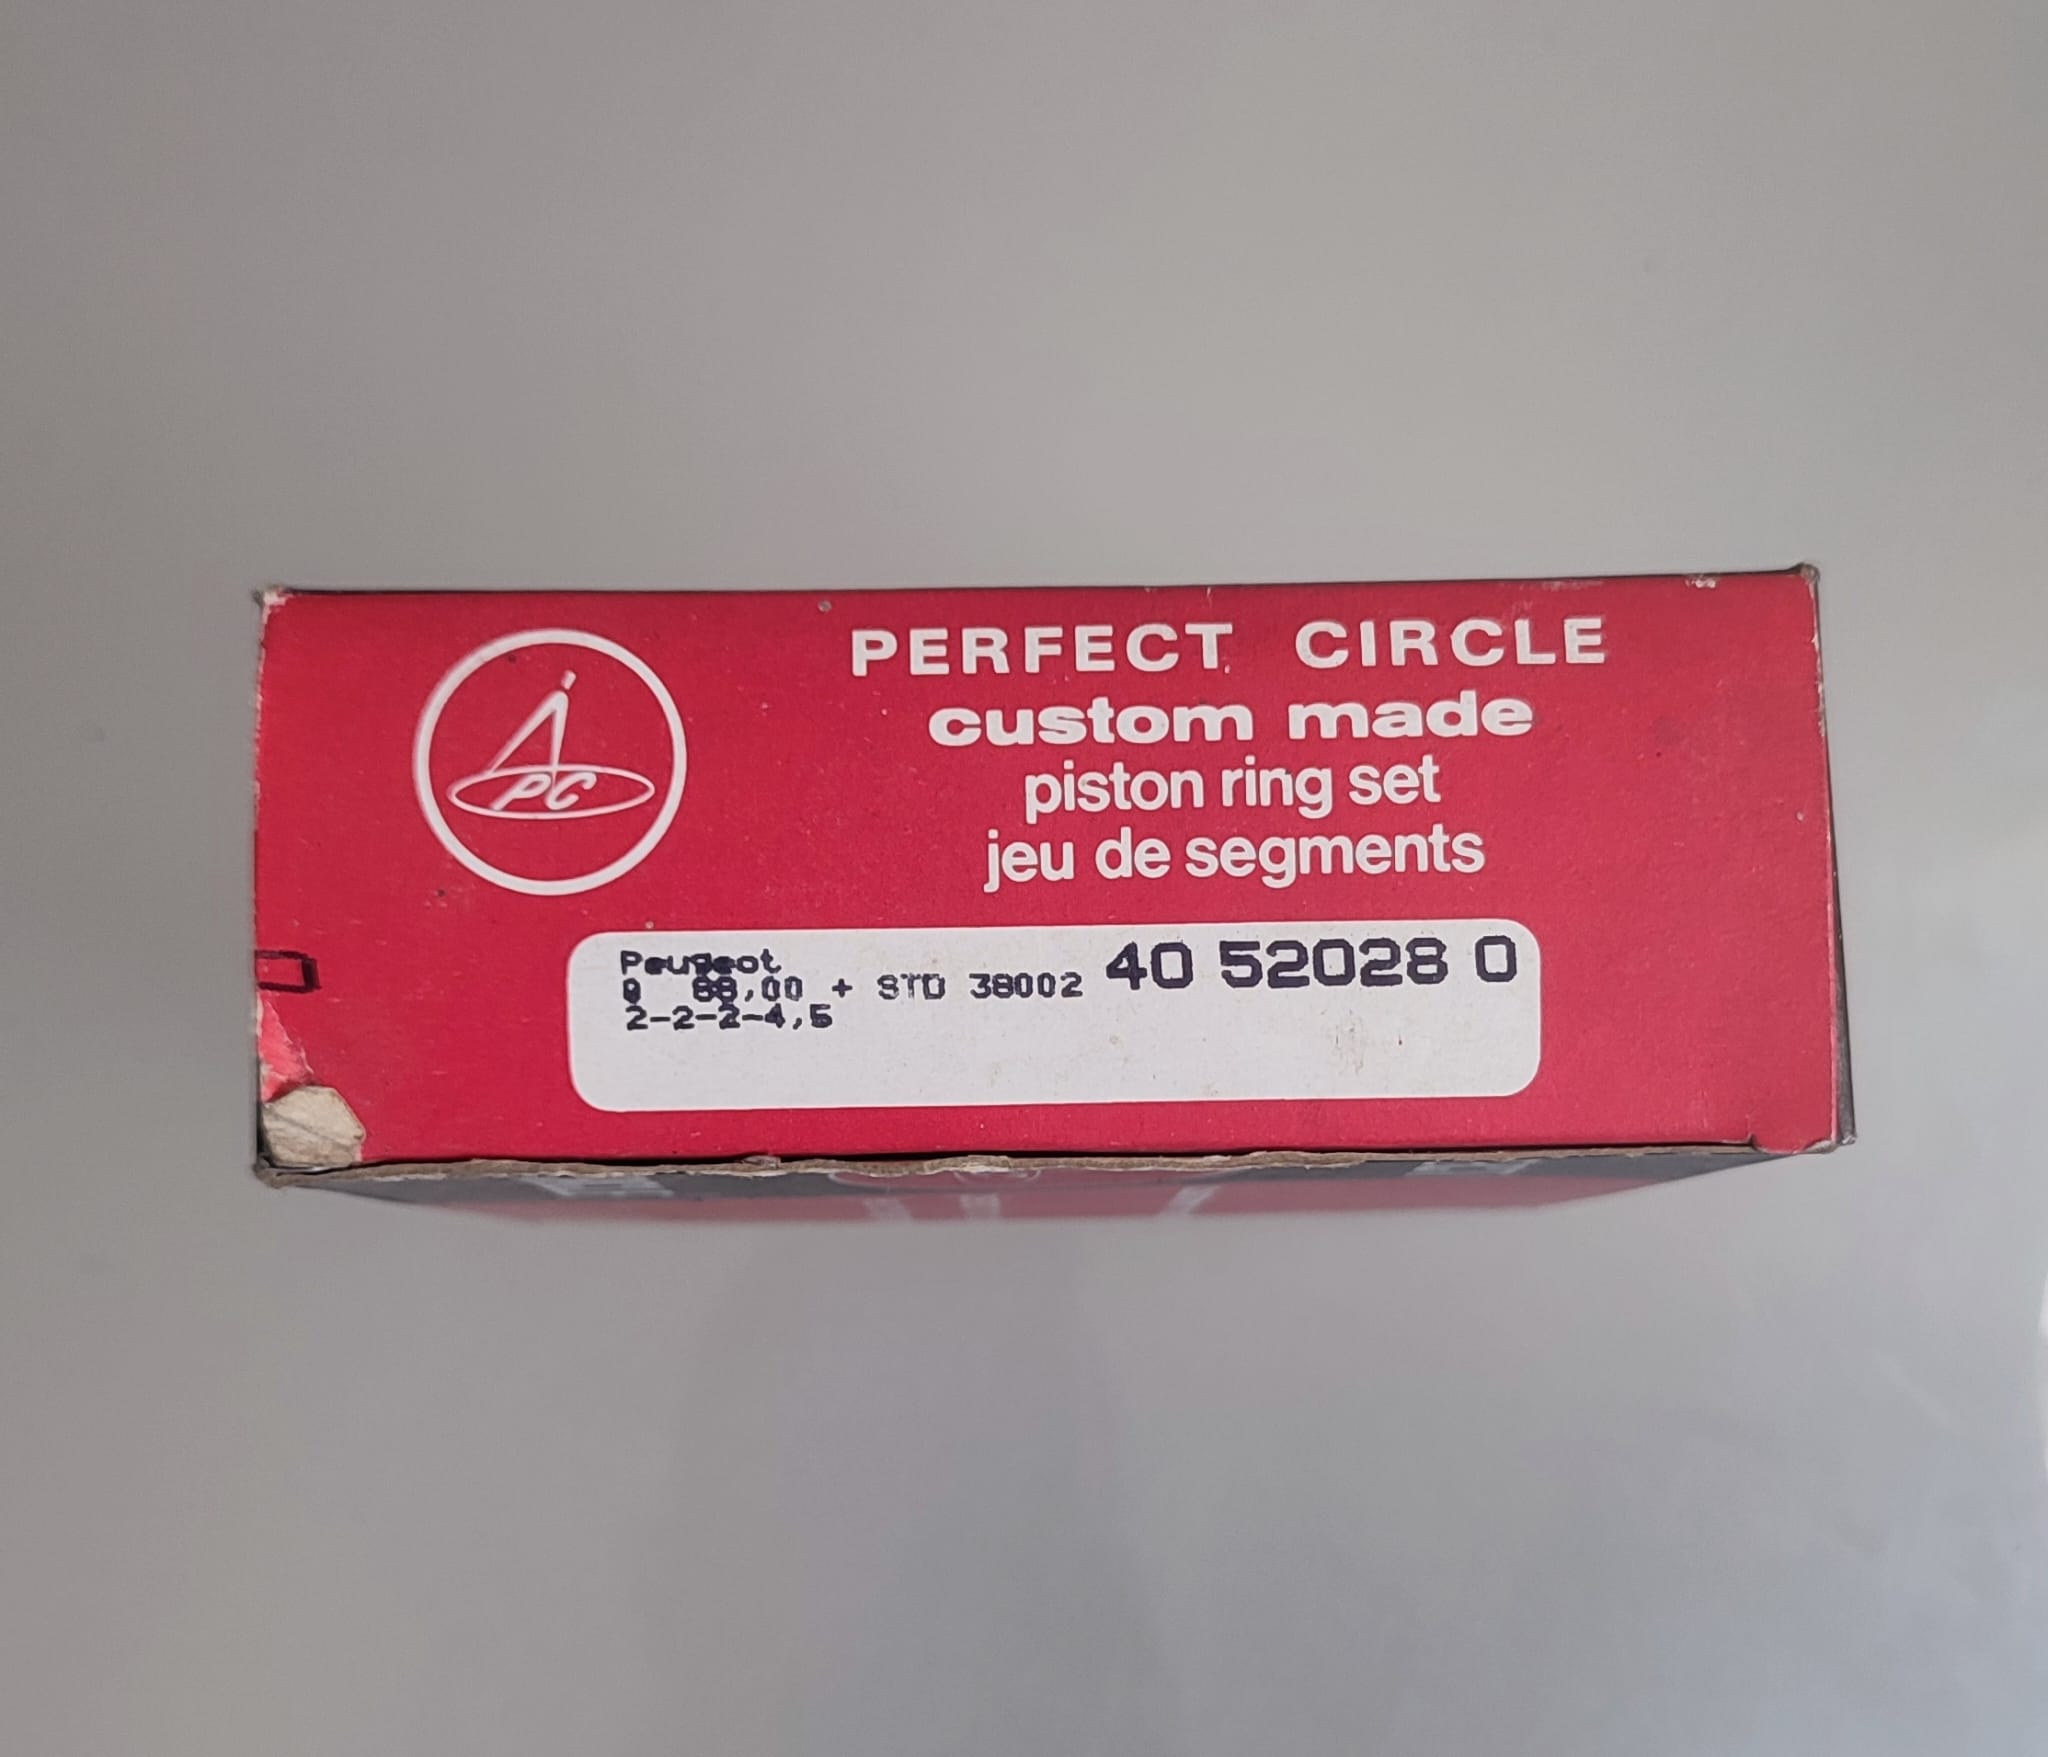 PERFECT CIRCLE
custom made
piston ring set
jeu de segments
PC
Peugeot
88,00 + STD 38002 40 52028 0
2-2-2-4,5